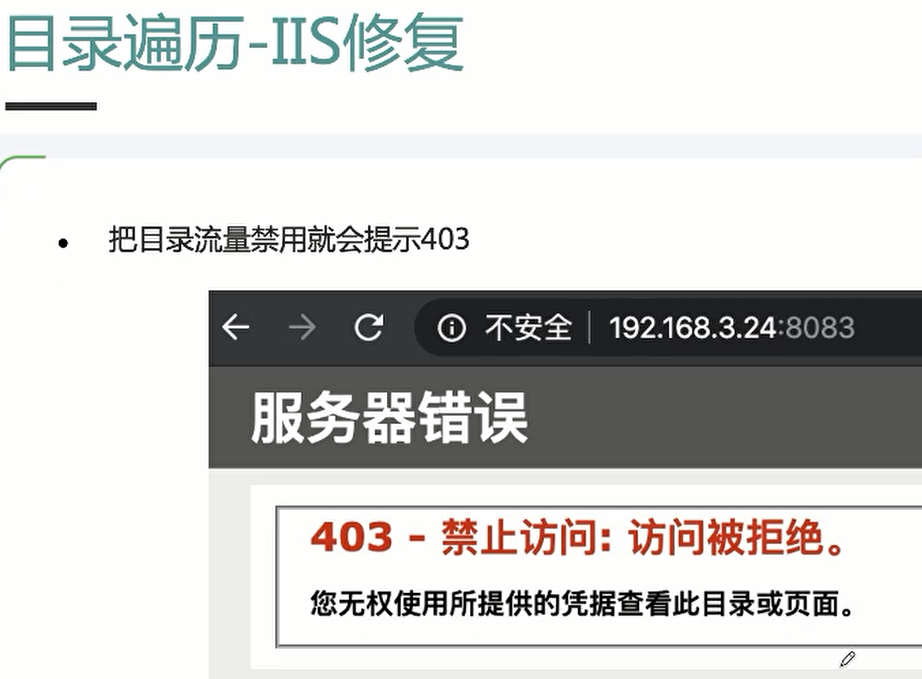 目录遍历-IIS修复
把目录流量禁用就会提示403
不安全 192.168.3.24:8083
服务器错误
403 - 禁止访问: 访问被拒绝。
您无权使用所提供的凭据查看此目录或页面。